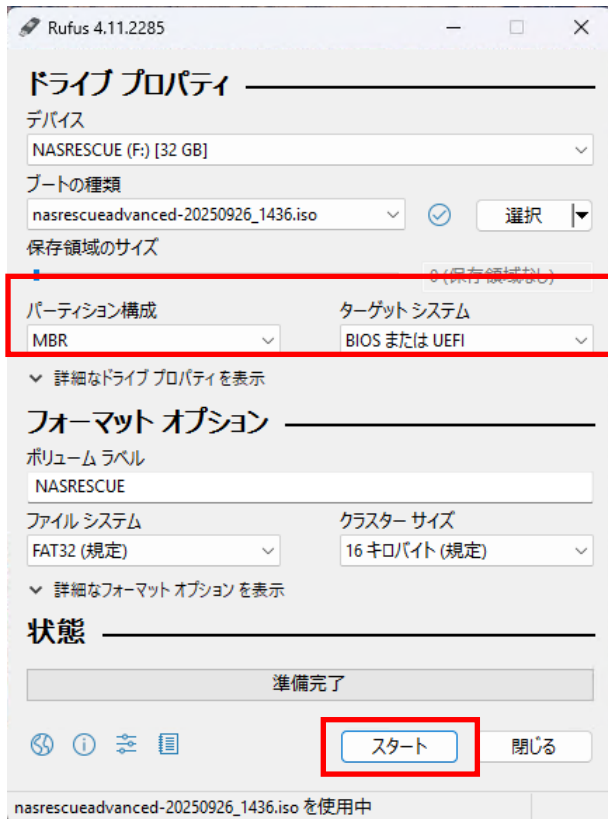 Rufus 4.11.2285
ドライブ プロパティ
デバイス
NASRESCUE (F:) [32 GB]
ブートの種類
nasrescueadvanced-20250926_1436.iso
選択
保存領域のサイズ
0 (保存領域なし)
パーティション構成
ターゲット システム
MBR
BIOS または UEFI
詳細なドライブ プロパティを表示
フォーマット オプション
ボリューム ラベル
NASRESCUE
ファイル システム
クラスター サイズ
FAT32 (規定)
16 キロバイト (規定)
詳細なフォーマット オプション を表示
状態
準備完了
スタート
閉じる
nasrescueadvanced-20250926_1436.iso を使用中